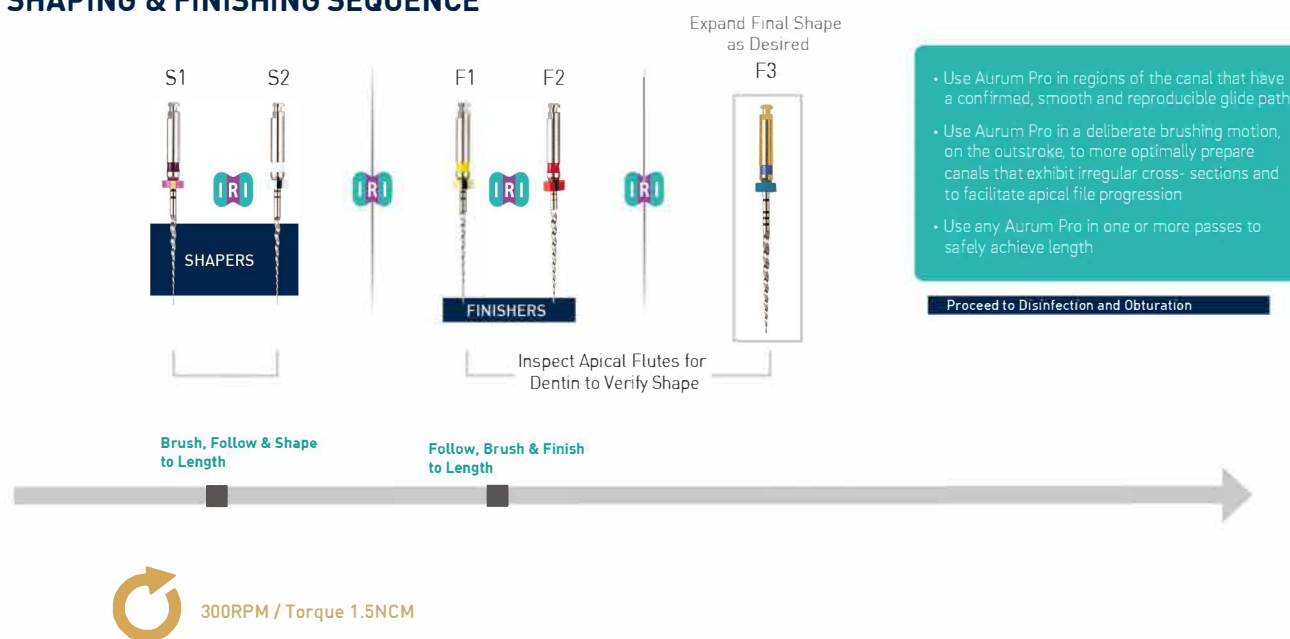 SHAPING & FINISHING SEQUENCE
Expand Final Shape
as Desired
S1
S2
F1
F2
F3
IRI
IRI
IRI
IRI
SHAPERS
FINISHERS
Inspect Apical Flutes for
Dentin to Verify Shape
• Use Aurum Pro in regions of the canal that have
a confirmed, smooth and reproducible glide path
• Use Aurum Pro in a deliberate brushing motion,
on the outstroke, to more optimally prepare
canals that exhibit irregular cross- sections and
to facilitate apical file progression
• Use any Aurum Pro in one or more passes to
safely achieve length
Proceed to Disinfection and Obturation
Brush, Follow & Shape
to Length
Follow, Brush & Finish
to Length
300RPM / Torque 1.5NCM